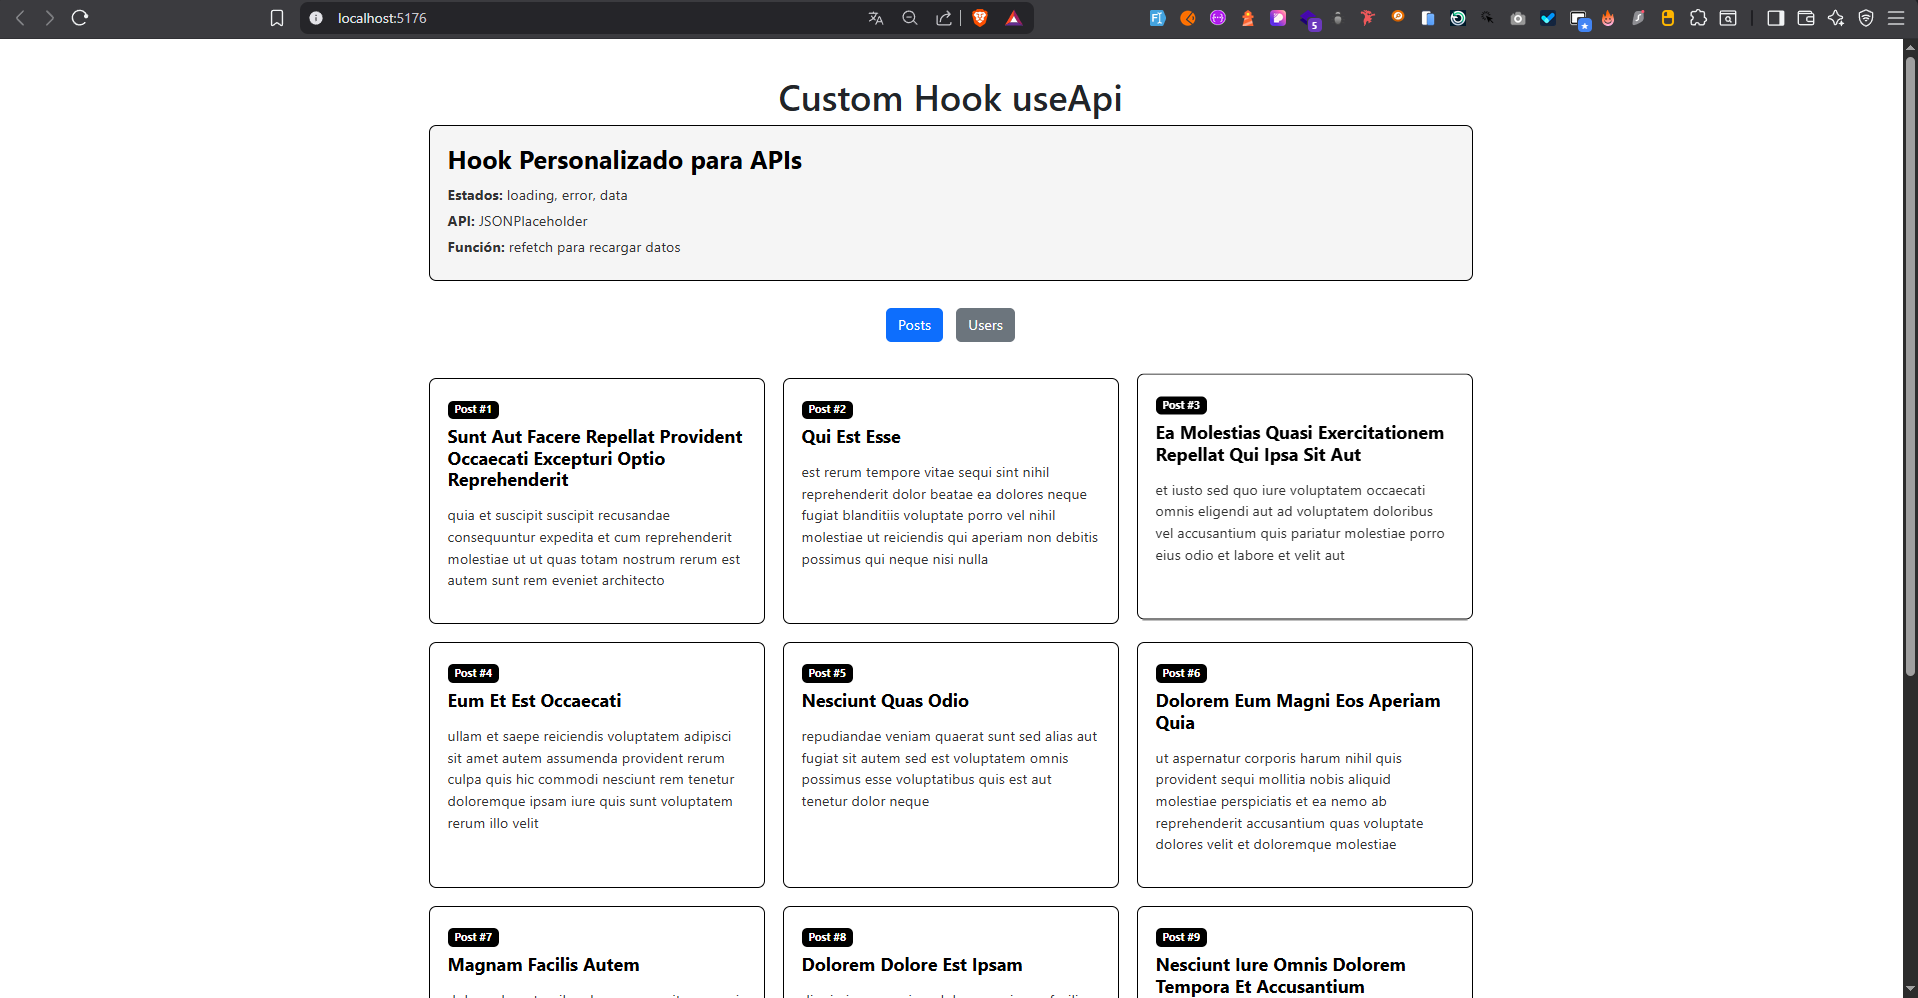 localhost:5176
5
Custom Hook useApi
Hook Personalizado para APIs
Estados: loading, error, data
API: JSONPlaceholder
Función: refetch para recargar datos
Posts
Users
Post #1
Sunt Aut Facere Repellat Provident
Occaecati Excepturi Optio
Reprehenderit
quia et suscipit suscipit recusandae
consequuntur expedita et cum reprehenderit
molestiae ut ut quas totam nostrum rerum est
autem sunt rem eveniet architecto
Post #2
Qui Est Esse
est rerum tempore vitae sequi sint nihil
reprehenderit dolor beatae ea dolores neque
fugiat blanditiis voluptate porro vel nihil
molestiae ut reiciendis qui aperiam non debitis
possimus qui neque nisi nulla
Post #3
Ea Molestias Quasi Exercitationem
Repellat Qui Ipsa Sit Aut
et iusto sed quo iure voluptatem occaecati
omnis eligendi aut ad voluptatem doloribus
vel accusantium quis pariatur molestiae porro
eius odio et labore et velit aut
Post #4
Eum Et Est Occaecati
ullam et saepe reiciendis voluptatem adipisci
sit amet autem assumenda provident rerum
culpa quis hic commodi nesciunt rem tenetur
doloremque ipsam iure quis sunt voluptatem
rerum illo velit
Post #5
Nesciunt Quas Odio
repudiandae veniam quaerat sunt sed alias aut
fugiat sit autem sed est voluptatem omnis
possimus esse voluptatibus quis est aut
tenetur dolor neque
Post #6
Dolorem Eum Magni Eos Aperiam
Quia
ut aspernatur corporis harum nihil quis
provident sequi mollitia nobis aliquid
molestiae perspiciatis et ea nemo ab
reprehenderit accusantium quas voluptate
dolores velit et doloremque molestiae
Post #7
Magnam Facilis Autem
Post #8
Dolorem Dolore Est Ipsam
Post #9
Nesciunt Iure Omnis Dolorem
Tempora Et Accusantium